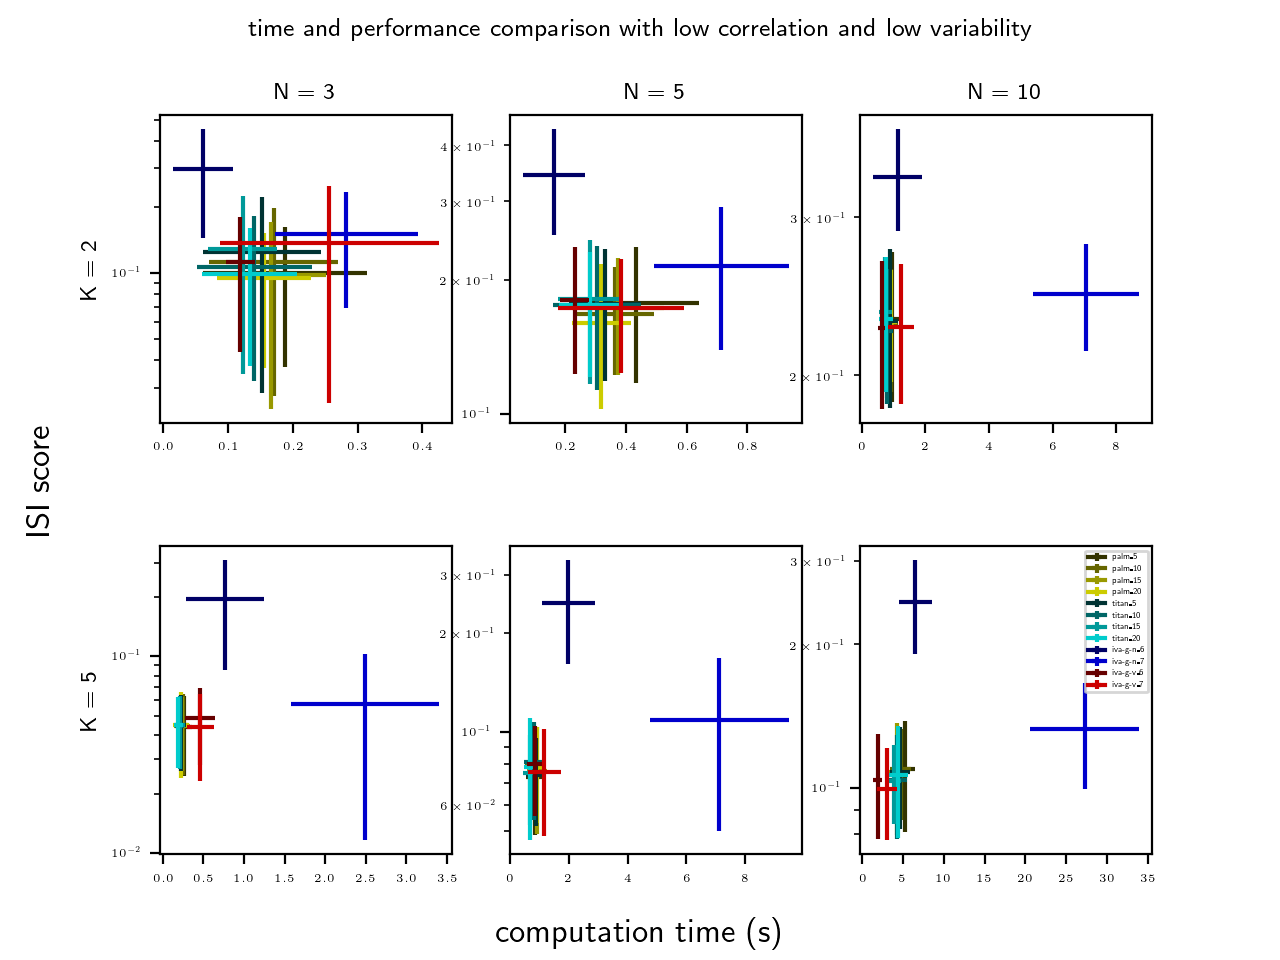 time and performance comparison with low correlation and low variability
N = 3
N = 5
N = 10
K = 2
10⁻¹
0.0 0.1 0.2 0.3 0.4
4 × 10⁻¹
3 × 10⁻¹
2 × 10⁻¹
10⁻¹
0.2 0.4 0.6 0.8
3 × 10⁻¹
2 × 10⁻¹
0 2 4 6 8
ISI score
K = 5
10⁻¹
10⁻²
0.0 0.5 1.0 1.5 2.0 2.5 3.0 3.5
3 × 10⁻¹
2 × 10⁻¹
10⁻¹
6 × 10⁻²
0 2 4 6 8
3 × 10⁻¹
2 × 10⁻¹
10⁻¹
0 5 10 15 20 25 30 35
palm_5
palm_10
palm_15
palm_20
titan_5
titan_10
titan_15
titan_20
iva-g-n_6
iva-g-n_7
iva-g-v_6
iva-g-v_7
computation time (s)